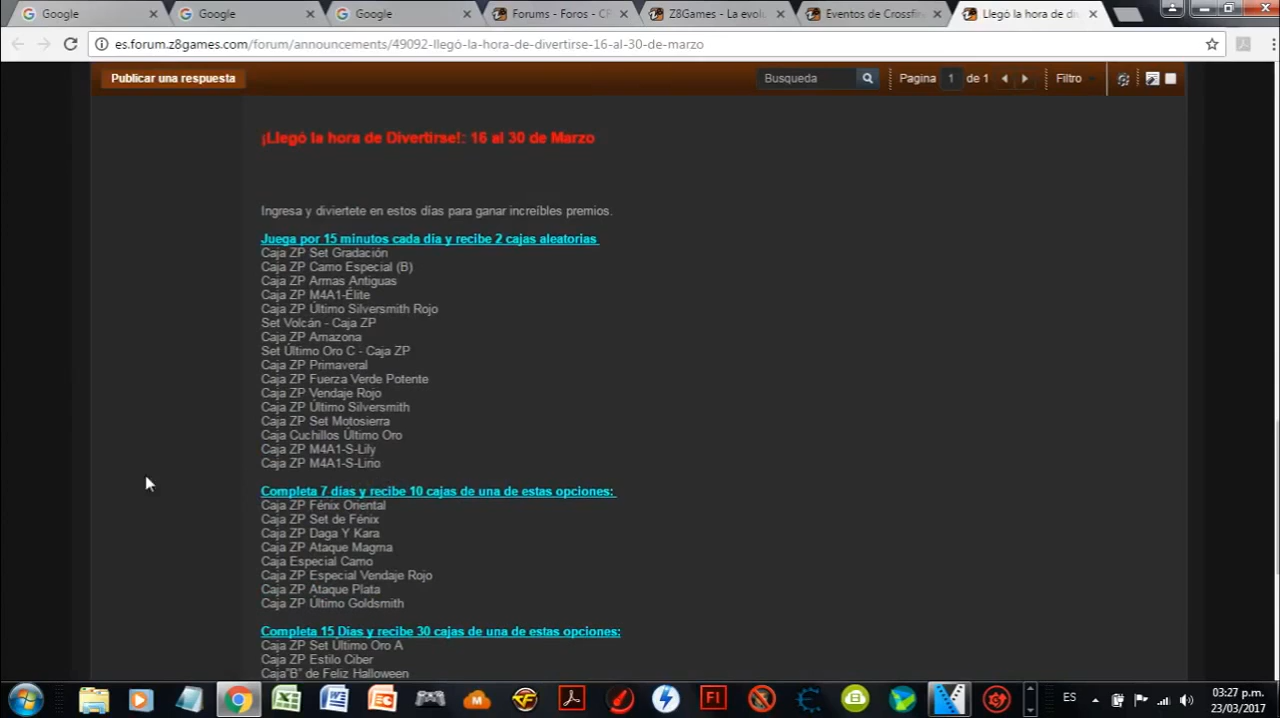 Google
Google
Google
Forums - Foros - CF
Z8Games - La evolu
Eventos de Crossfir
Llegó la hora de di
es.forum.z8games.com/forum/announcements/49092-llegó-la-hora-de-divertirse-16-al-30-de-marzo
Publicar una respuesta
Busqueda
Pagina 1 de 1
Filtro
¡Llegó la hora de Divertirse!: 16 al 30 de Marzo
Ingresa y diviertete en estos días para ganar increíbles premios.
Juega por 15 minutos cada día y recibe 2 cajas aleatorias
Caja ZP Set Gradación
Caja ZP Camo Especial (B)
Caja ZP Armas Antiguas
Caja ZP M4A1-Élite
Caja ZP Último Silversmith Rojo
Set Volcán - Caja ZP
Caja ZP Amazona
Set Último Oro C - Caja ZP
Caja ZP Primaveral
Caja ZP Fuerza Verde Potente
Caja ZP Vendaje Rojo
Caja ZP Último Silversmith
Caja ZP Set Motosierra
Caja Cuchillos Último Oro
Caja ZP M4A1-S-Lily
Caja ZP M4A1-S-Lino
Completa 7 días y recibe 10 cajas de una de estas opciones:
Caja ZP Fénix Oriental
Caja ZP Set de Fénix
Caja ZP Daga Y Kara
Caja ZP Ataque Magma
Caja Especial Camo
Caja ZP Especial Vendaje Rojo
Caja ZP Ataque Plata
Caja ZP Último Goldsmith
Completa 15 Días y recibe 30 cajas de una de estas opciones:
Caja ZP Set Último Oro A
Caja ZP Estilo Ciber
Caja"B" de Feliz Halloween
ES
03:27 p.m.
23/03/2017